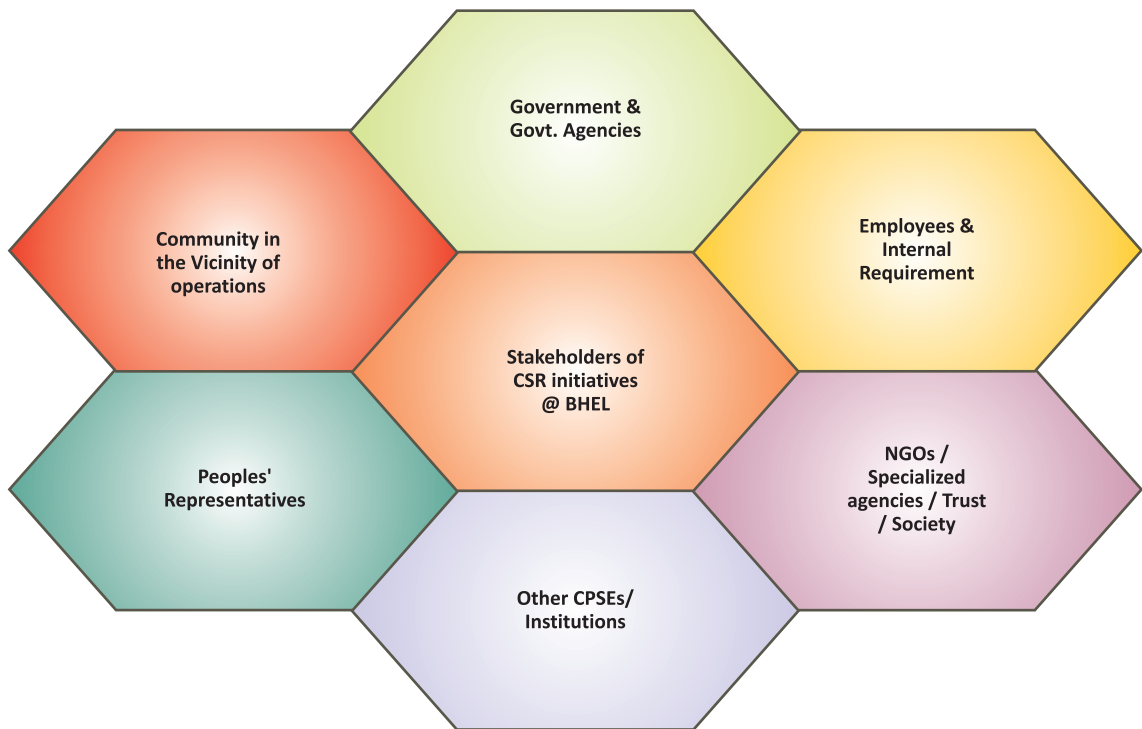 Government &
Govt. Agencies
Community in
the Vicinity of
operations
Employees &
Internal
Requirement
Stakeholders of
CSR initiatives
@ BHEL
Peoples'
Representatives
NGOs /
Specialized
agencies / Trust
/ Society
Other CPSEs/
Institutions